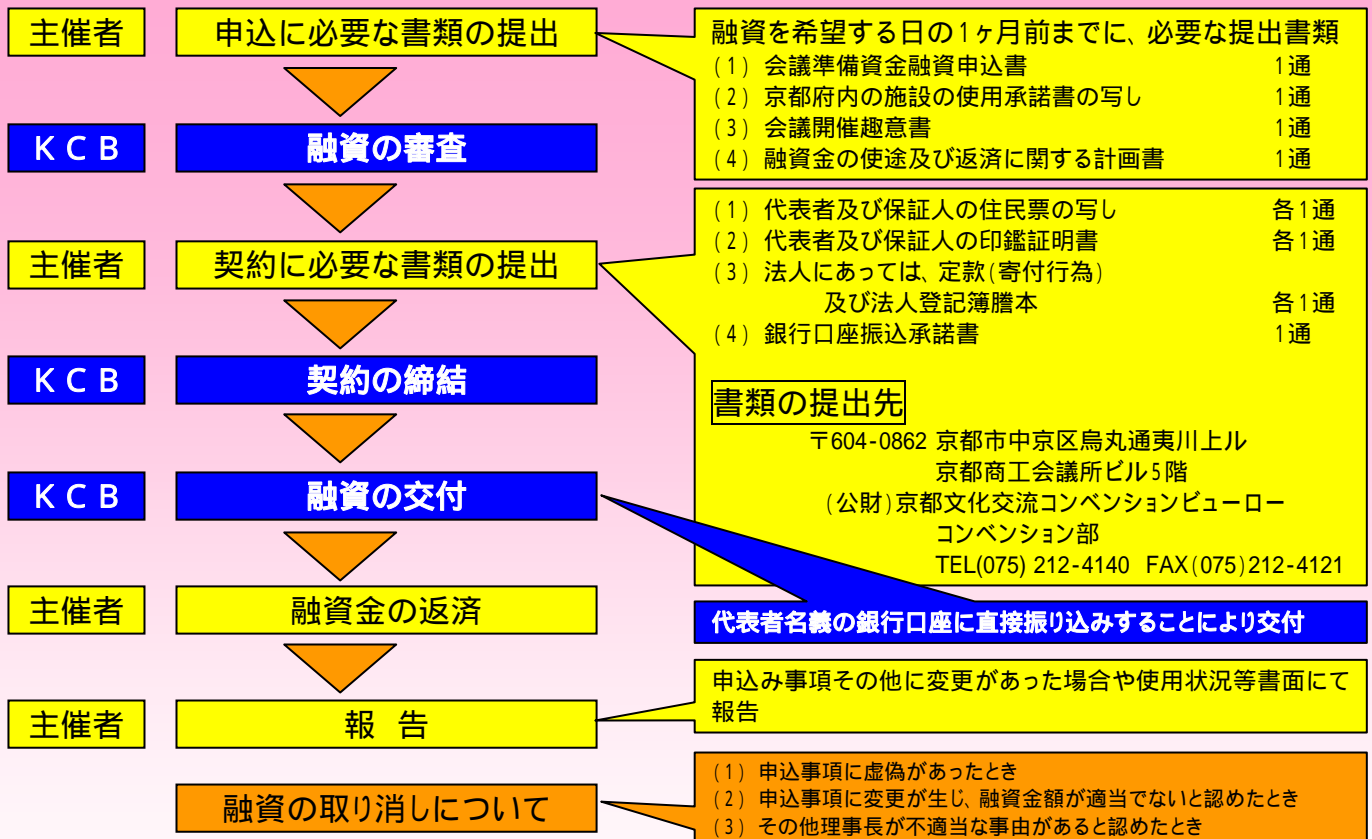 主催者 申込に必要な書類の提出
融資を希望する日の1ヶ月前までに、必要な提出書類
(1) 会議準備資金融資申込書 1通
(2) 京都府内の施設の使用承諾書の写し 1通
(3) 会議開催趣意書 1通
(4) 融資金の使途及び返済に関する計画書 1通
KCB 融資の審査
主催者 契約に必要な書類の提出
(1) 代表者及び保証人の住民票の写し 各1通
(2) 代表者及び保証人の印鑑証明書 各1通
(3) 法人にあっては、定款(寄付行為)
及び法人登記簿謄本 各1通
(4) 銀行口座振込承諾書 1通
書類の提出先
〒604-0862 京都市中京区烏丸通夷川上ル
京都商工会議所ビル5階
(公財)京都文化交流コンベンションビューロー
コンベンション部
TEL(075) 212-4140 FAX(075)212-4121
KCB 契約の締結
KCB 融資の交付
代表者名義の銀行口座に直接振り込みすることにより交付
主催者 融資金の返済
主催者 報 告
申込み事項その他に変更があった場合や使用状況等書面にて
報告
融資の取り消しについて
(1) 申込事項に虚偽があったとき
(2) 申込事項に変更が生じ、融資金額が適当でないと認めたとき
(3) その他理事長が不適当な事由があると認めたとき